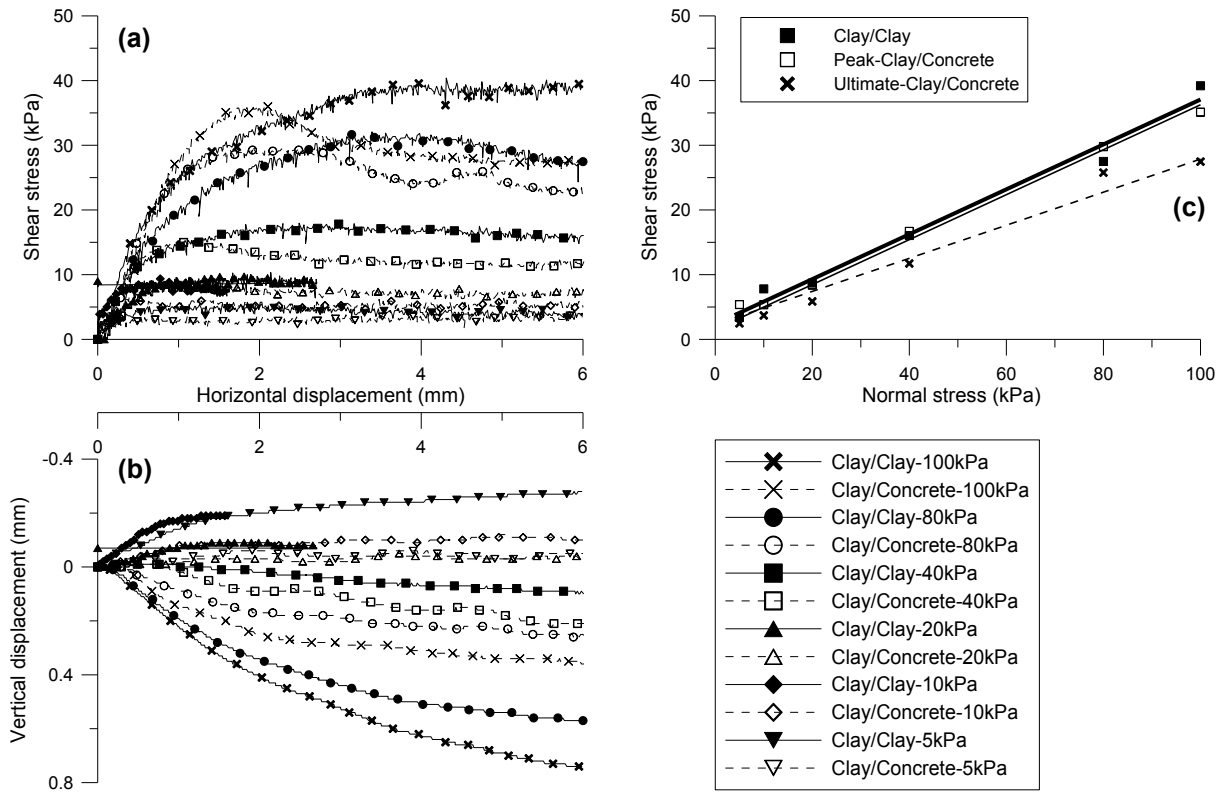 (a)
Shear stress (kPa)
50
40
30
20
10
0
0 2 4 6
Horizontal displacement (mm)
0 2 4 6
(b)
Vertical displacement (mm)
-0.4
0
0.4
0.8
Clay/Clay
Peak-Clay/Concrete
Ultimate-Clay/Concrete
(c)
Shear stress (kPa)
50
40
30
20
10
0
0 20 40 60 80 100
Normal stress (kPa)
Clay/Clay-100kPa
Clay/Concrete-100kPa
Clay/Clay-80kPa
Clay/Concrete-80kPa
Clay/Clay-40kPa
Clay/Concrete-40kPa
Clay/Clay-20kPa
Clay/Concrete-20kPa
Clay/Clay-10kPa
Clay/Concrete-10kPa
Clay/Clay-5kPa
Clay/Concrete-5kPa